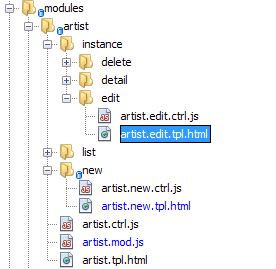 modules
artist
instance
delete
detail
edit
artist.edit.ctrl.js
artist.edit.tpl.html
list
new
artist.new.ctrl.js
artist.new.tpl.html
artist.ctrl.js
artist.mod.js
artist.tpl.html